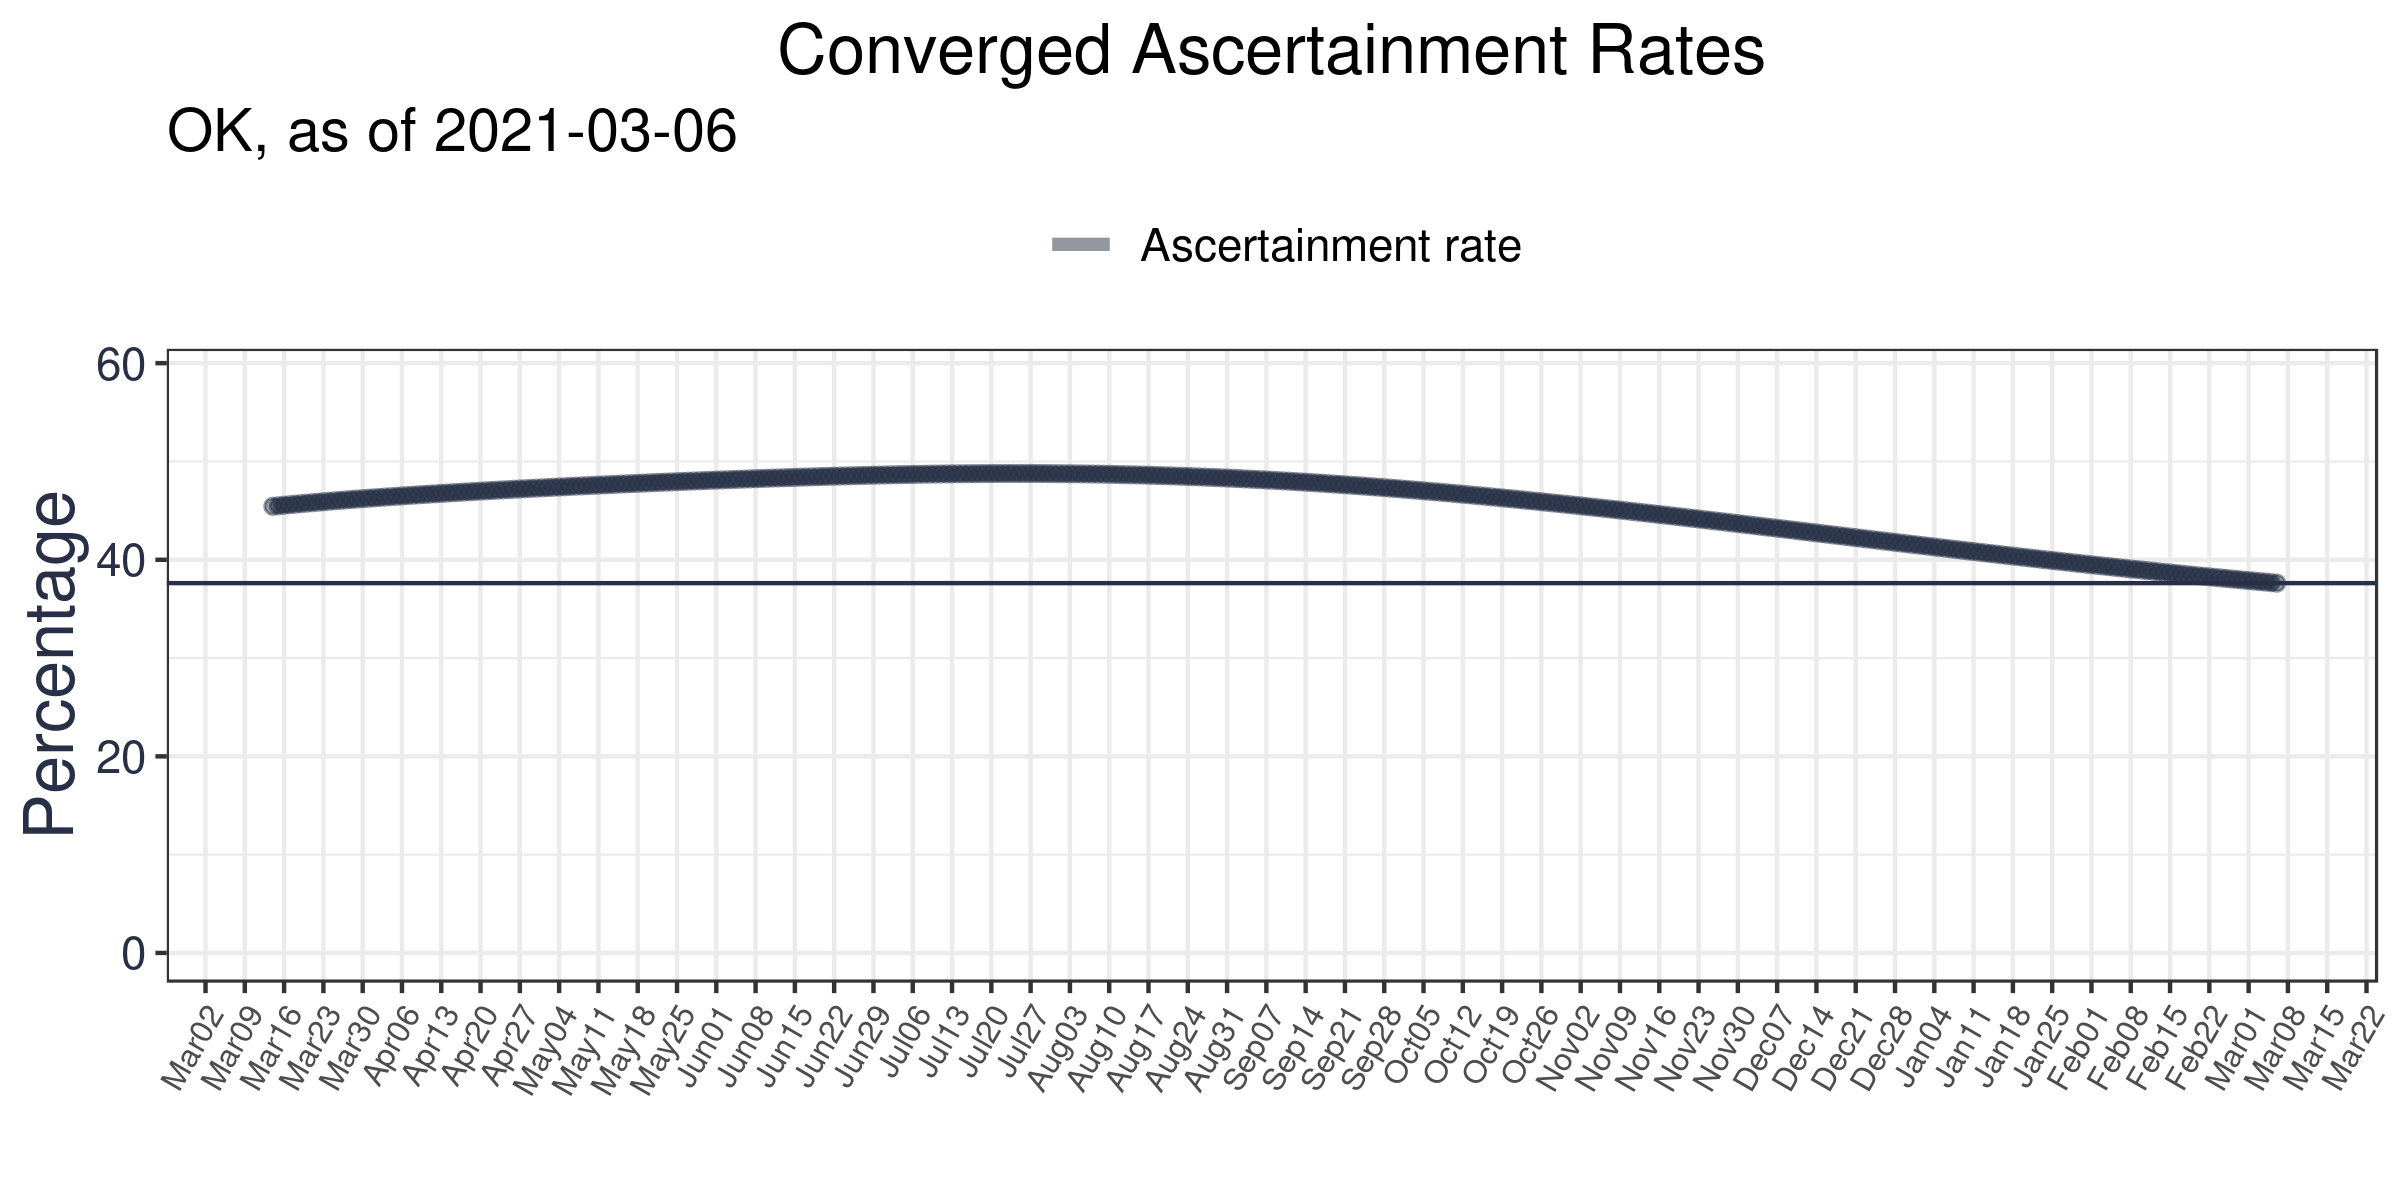 Converged Ascertainment Rates
OK, as of 2021-03-06
Ascertainment rate
Percentage
60
40
20
0
Mar02 Mar09 Mar16 Mar23 Mar30 Apr06 Apr13 Apr20 Apr27 May04 May11 May18 May25 Jun01 Jun08 Jun15 Jun22 Jun29 Jul06 Jul13 Jul20 Jul27 Aug03 Aug10 Aug17 Aug24 Aug31 Sep07 Sep14 Sep21 Sep28 Oct05 Oct12 Oct19 Oct26 Nov02 Nov09 Nov16 Nov23 Nov30 Dec07 Dec14 Dec21 Dec28 Jan04 Jan11 Jan18 Jan25 Feb01 Feb08 Feb15 Feb22 Mar01 Mar08 Mar15 Mar22